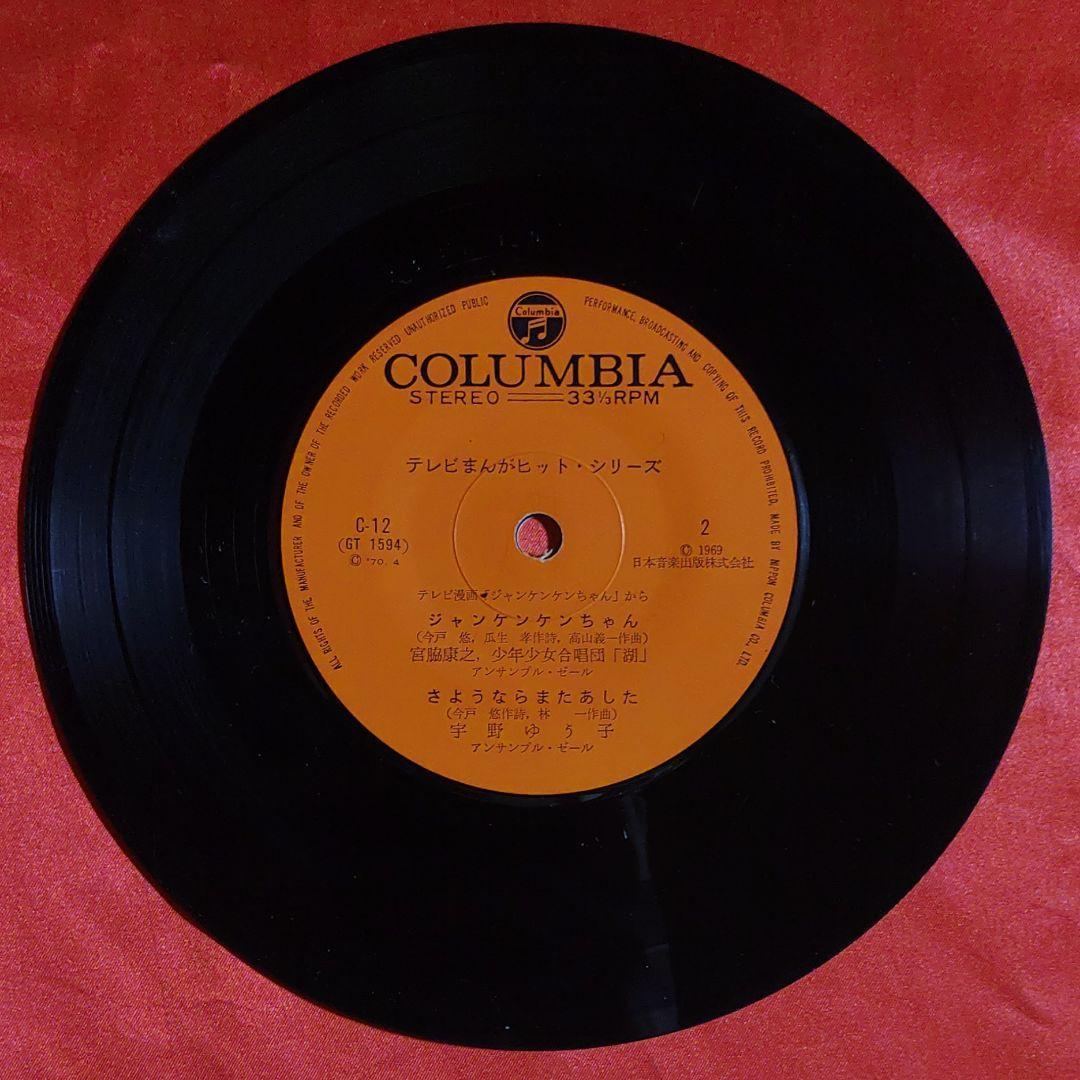 Columbia
COLUMBIA
STEREO 33⅓RPM
テレビまんがヒット・シリーズ
C-12
(GT 1594)
Ⓒ '70. 4
2
Ⓒ 1969
日本音楽出版株式会社
テレビ漫画『ジャンケンケンちゃん』から
ジャンケンケンちゃん
(今戸 悠, 瓜生 孝作詩, 高山義一作曲)
宮脇康之, 少年少女合唱団「湖」
アンサンブル・ゼール
さようならまたあした
(今戸 悠作詩, 林 一作曲)
宇野ゆう子
アンサンブル・ゼール
ALL RIGHTS OF THE MANUFACTURER AND OF THE OWNER OF THE RECORDED WORK RESERVED UNAUTHORIZED PUBLIC PERFORMANCE, BROADCASTING AND COPYING OF THIS RECORD PROHIBITED, MADE BY NIPPON COLUMBIA CO., LTD.